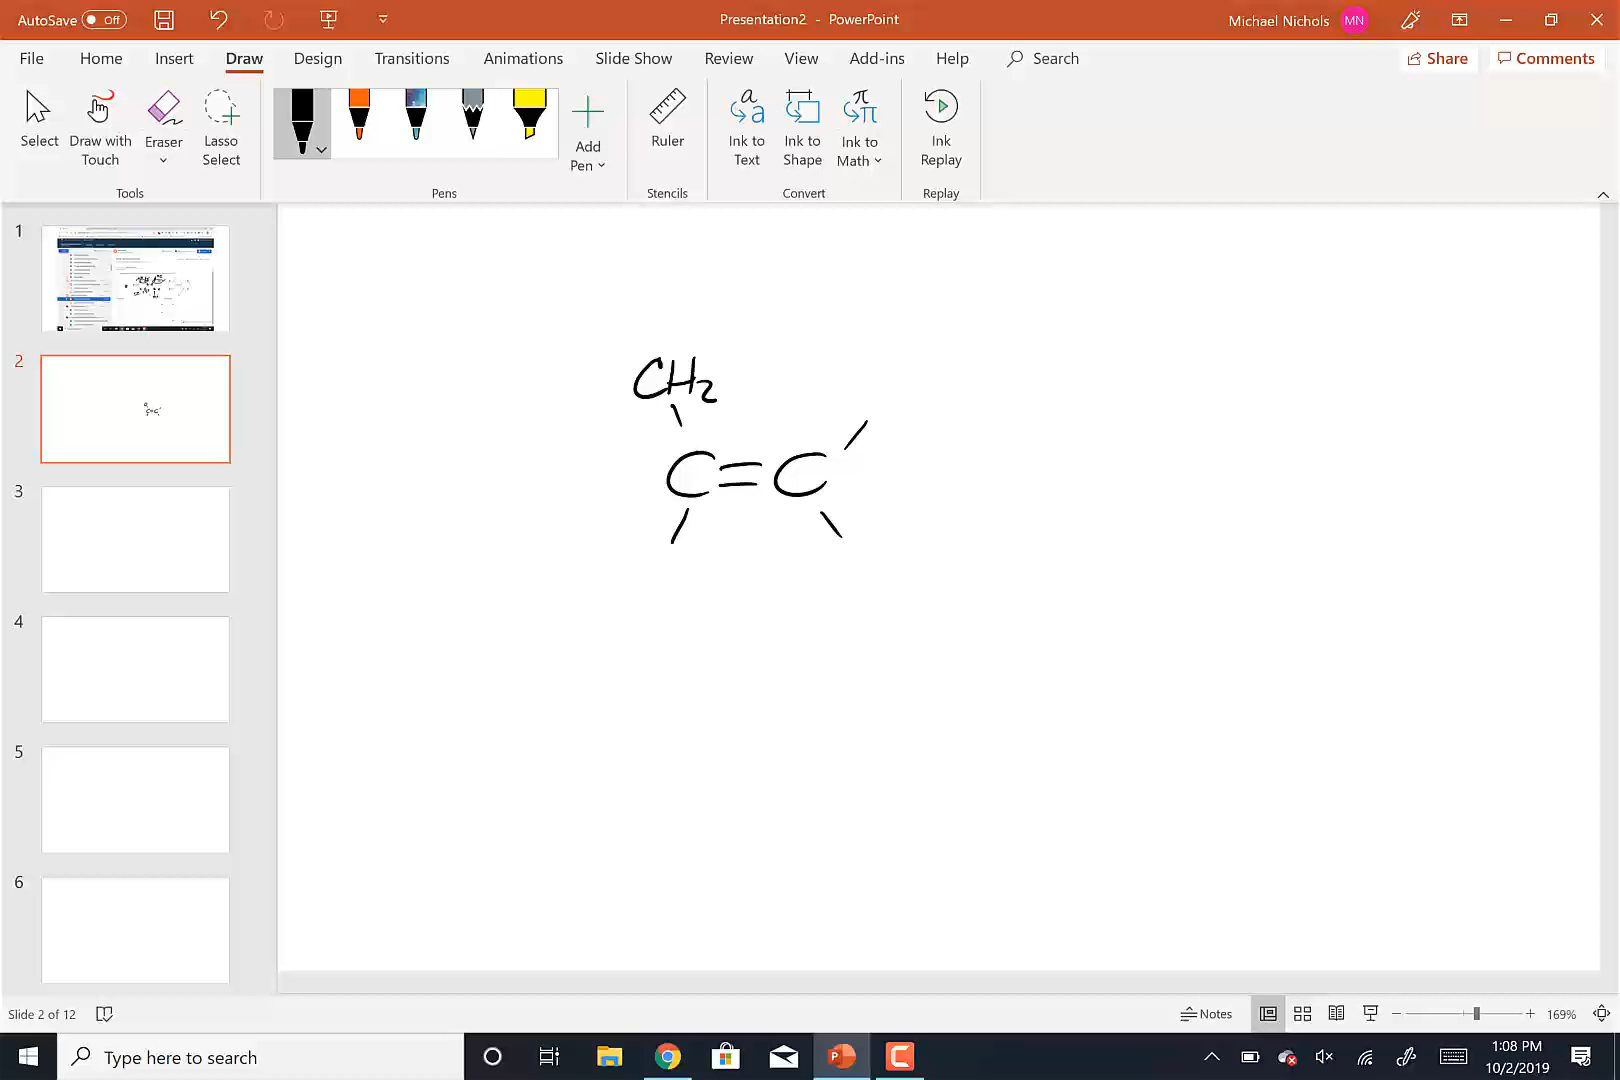 AutoSave Off Presentation2 - PowerPoint Michael Nichols MN
File Home Insert Draw Design Transitions Animations Slide Show Review View Add-ins Help Search Share Comments
Select
Draw with Touch
Eraser
Lasso Select
Add Pen
Ruler
Ink to Text
Ink to Shape
Ink to Math
Ink Replay
Tools Pens Stencils Convert Replay
1
2
3
4
5
6
CH₂
C=C
Slide 2 of 12 Notes 169%
Type here to search
1:08 PM
10/2/2019